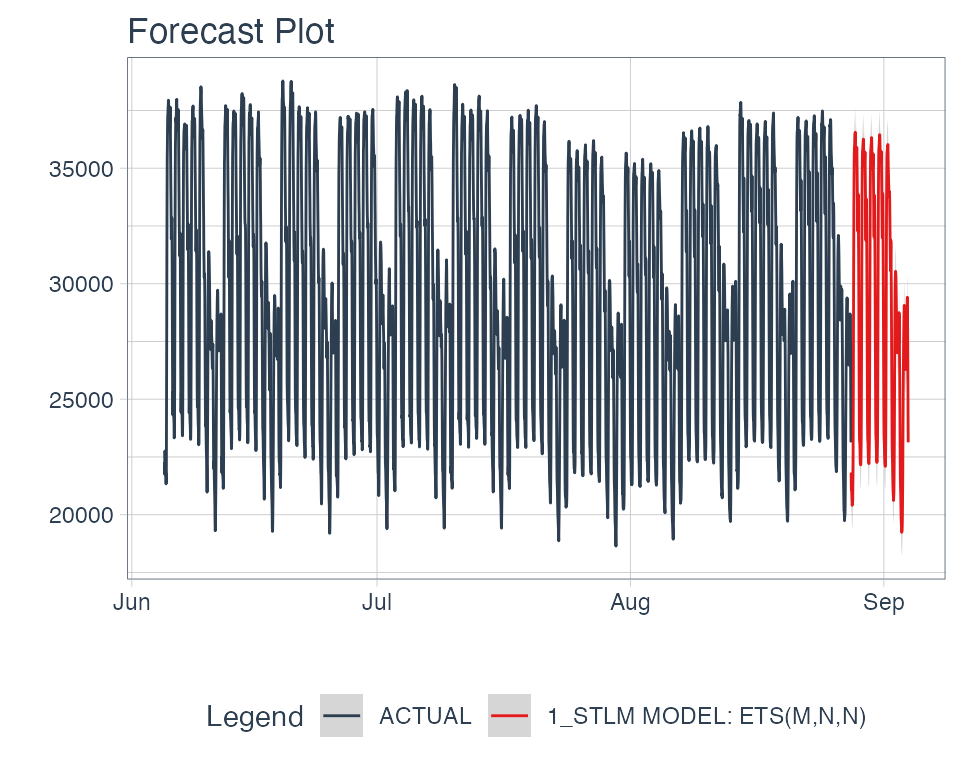 Forecast Plot
35000
30000
25000
20000
Jun Jul Aug Sep
Legend ACTUAL 1_STLM MODEL: ETS(M,N,N)